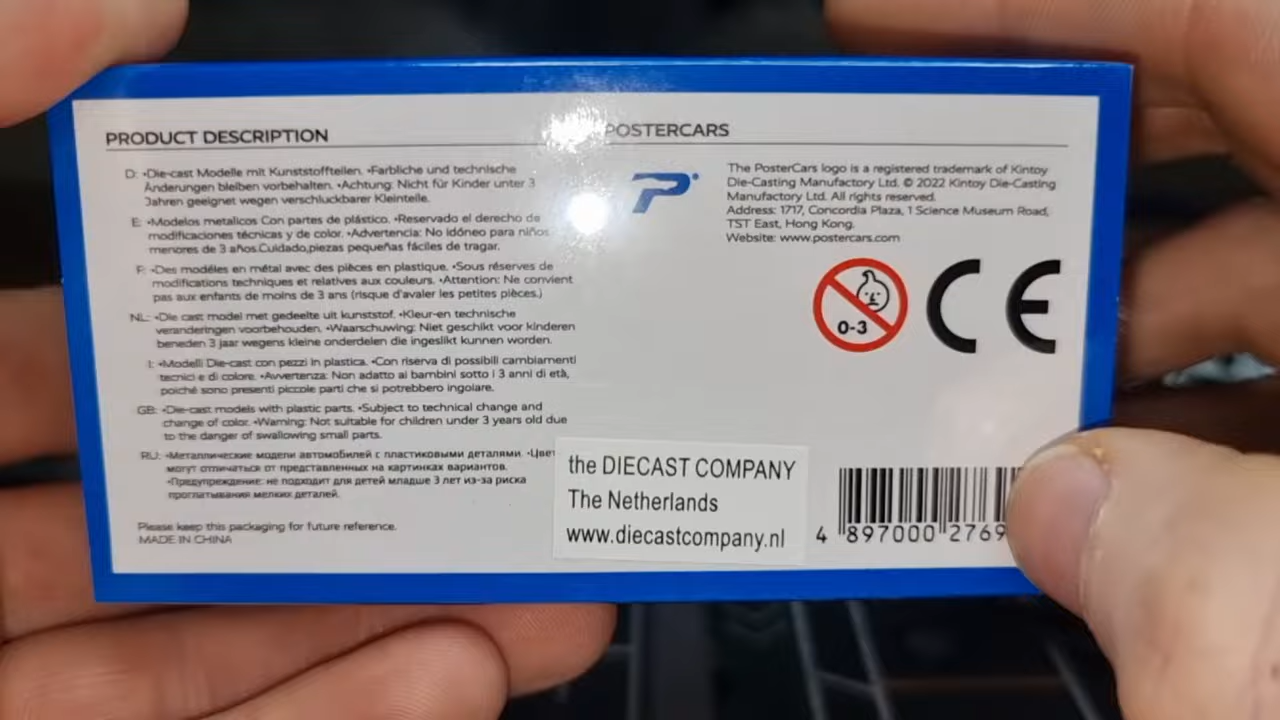 PRODUCT DESCRIPTION
D: •Die-cast Modelle mit Kunststoffteilen. •Farbliche und technische
Änderungen bleiben vorbehalten. •Achtung: Nicht für Kinder unter 3
Jahren geeignet wegen verschluckbarer Kleinteile.
E: •Modelos metalicos Con partes de plástico. •Reservado el derecho de
modificaciones técnicas y de color. •Advertencia: No idóneo para niños
menores de 3 años.Cuidado,piezas pequeñas fáciles de tragar.
F: •Des modéles en métal avec des pièces en plastique. •Sous réserves de
modifications techniques et relatives aux couleurs. •Attention: Ne convient
pas aux enfants de moins de 3 ans (risque d'avaler les petites pièces.)
NL: •Die cast model met gedeelte uit kunststof. •Kleur-en technische
veranderingen voorbehouden. •Waarschuwing: Niet geschikt voor kinderen
beneden 3 jaar wegens kleine onderdelen die ingeslikt kunnen worden.
I: •Modelli Die-cast con pezzi in plastica. •Con riserva di possibili cambiamenti
tecnici e di colore. •Avvertenza: Non adatto ai bambini sotto i 3 anni di età,
poiché sono presenti piccole parti che si potrebbero ingoiare.
GB: •Die-cast models with plastic parts. •Subject to technical change and
change of color. •Warning: Not suitable for children under 3 years old due
to the danger of swallowing small parts.
RU: •Металлические модели автомобилей с пластиковыми деталями. •Цвет
могут отличаться от представленных на картинках вариантов.
•Предупреждение: не подходит для детей младше 3 лет из-за риска
проглатывания мелких деталей.
Please keep this packaging for future reference.
MADE IN CHINA
POSTERCARS
P
The PosterCars logo is a registered trademark of Kintoy
Die-Casting Manufactory Ltd. © 2022 Kintoy Die-Casting
Manufactory Ltd. All rights reserved.
Address: 1717, Concordia Plaza, 1 Science Museum Road,
TST East, Hong Kong.
Website: www.postercars.com
0-3
CE
the DIECAST COMPANY
The Netherlands
www.diecastcompany.nl
4 897000 2769